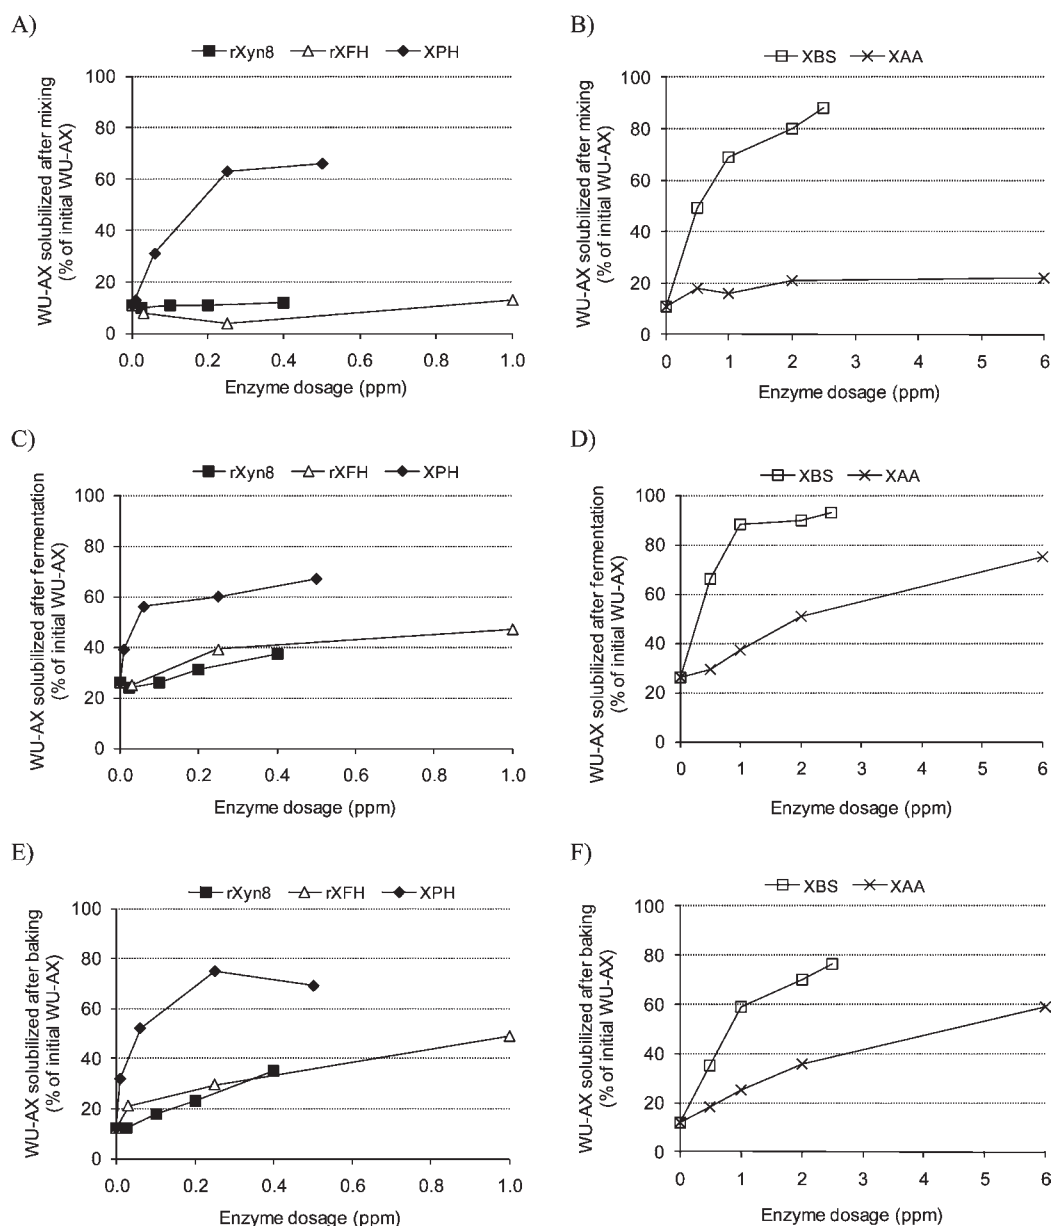 A)
rXyn8 rXFH XPH
WU-AX solubilized after mixing
(% of initial WU-AX)
100
80
60
40
20
0
0.0 0.2 0.4 0.6 0.8 1.0
Enzyme dosage (ppm)
B)
XBS XAA
WU-AX solubilized after mixing
(% of initial WU-AX)
100
80
60
40
20
0
0 1 2 3 4 5 6
Enzyme dosage (ppm)
C)
rXyn8 rXFH XPH
WU-AX solubilized after fermentation
(% of initial WU-AX)
100
80
60
40
20
0
0.0 0.2 0.4 0.6 0.8 1.0
Enzyme dosage (ppm)
D)
XBS XAA
WU-AX solubilized after fermentation
(% of initial WU-AX)
100
80
60
40
20
0
0 1 2 3 4 5 6
Enzyme dosage (ppm)
E)
rXyn8 rXFH XPH
WU-AX solubilized after baking
(% of initial WU-AX)
100
80
60
40
20
0
0.0 0.2 0.4 0.6 0.8 1.0
Enzyme dosage (ppm)
F)
XBS XAA
WU-AX solubilized after baking
(% of initial WU-AX)
100
80
60
40
20
0
0 1 2 3 4 5 6
Enzyme dosage (ppm)